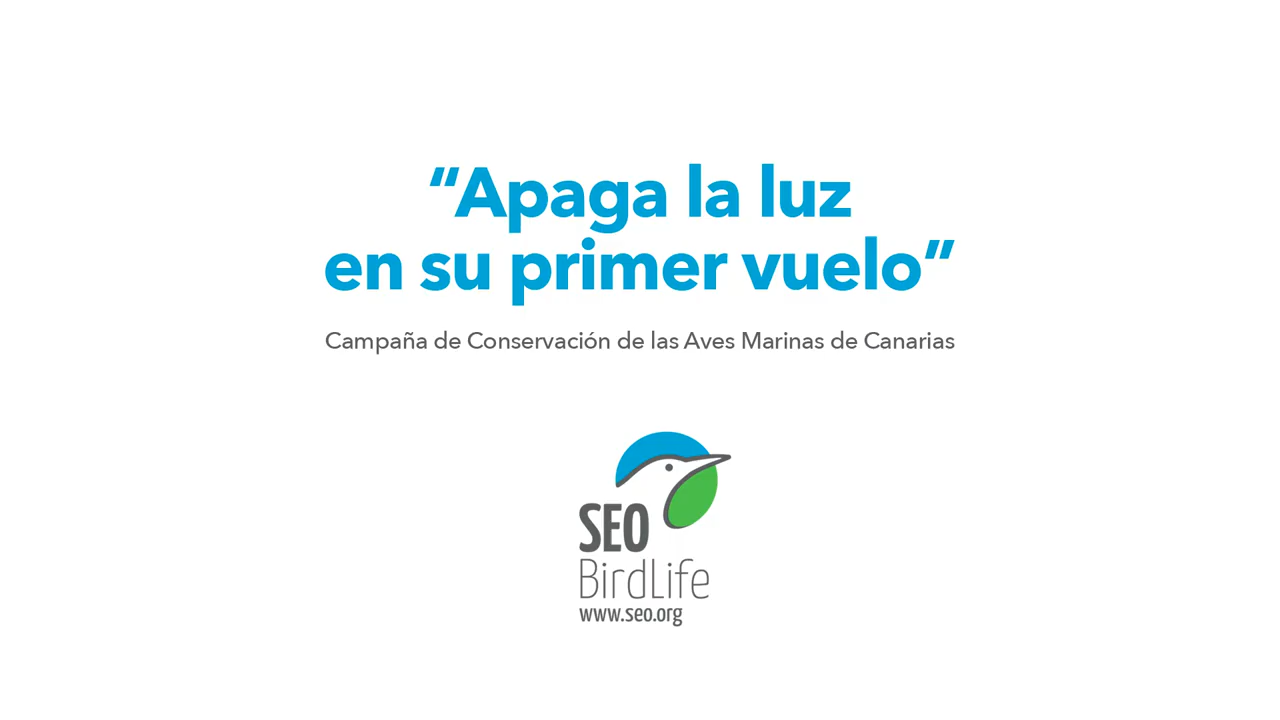 “Apaga la luz
en su primer vuelo”
Campaña de Conservación de las Aves Marinas de Canarias
SEO
BirdLife
www.seo.org